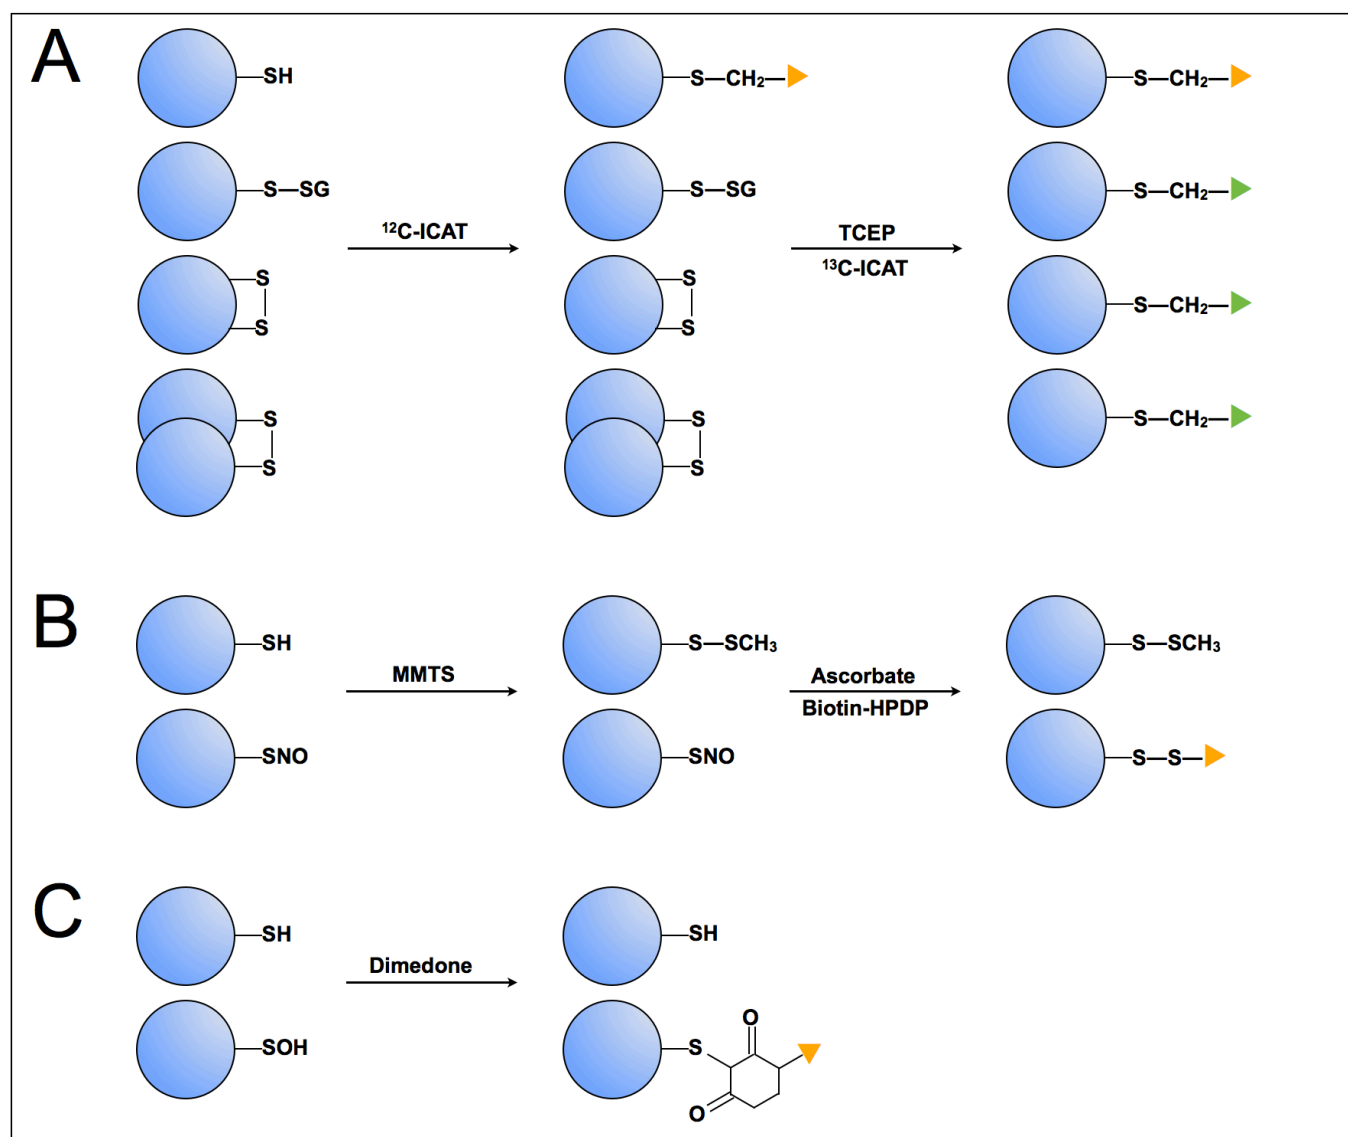 A
SH
S—CH₂—
S—CH₂—
S—SG
S—SG
S—CH₂—
¹²C-ICAT
TCEP
¹³C-ICAT
S
S
S
S
S—CH₂—
S
S
S
S
S—CH₂—
B
SH
S—SCH₃
S—SCH₃
MMTS
Ascorbate
Biotin-HPDP
SNO
SNO
S—S—
C
SH
SH
Dimedone
SOH
S
O
O